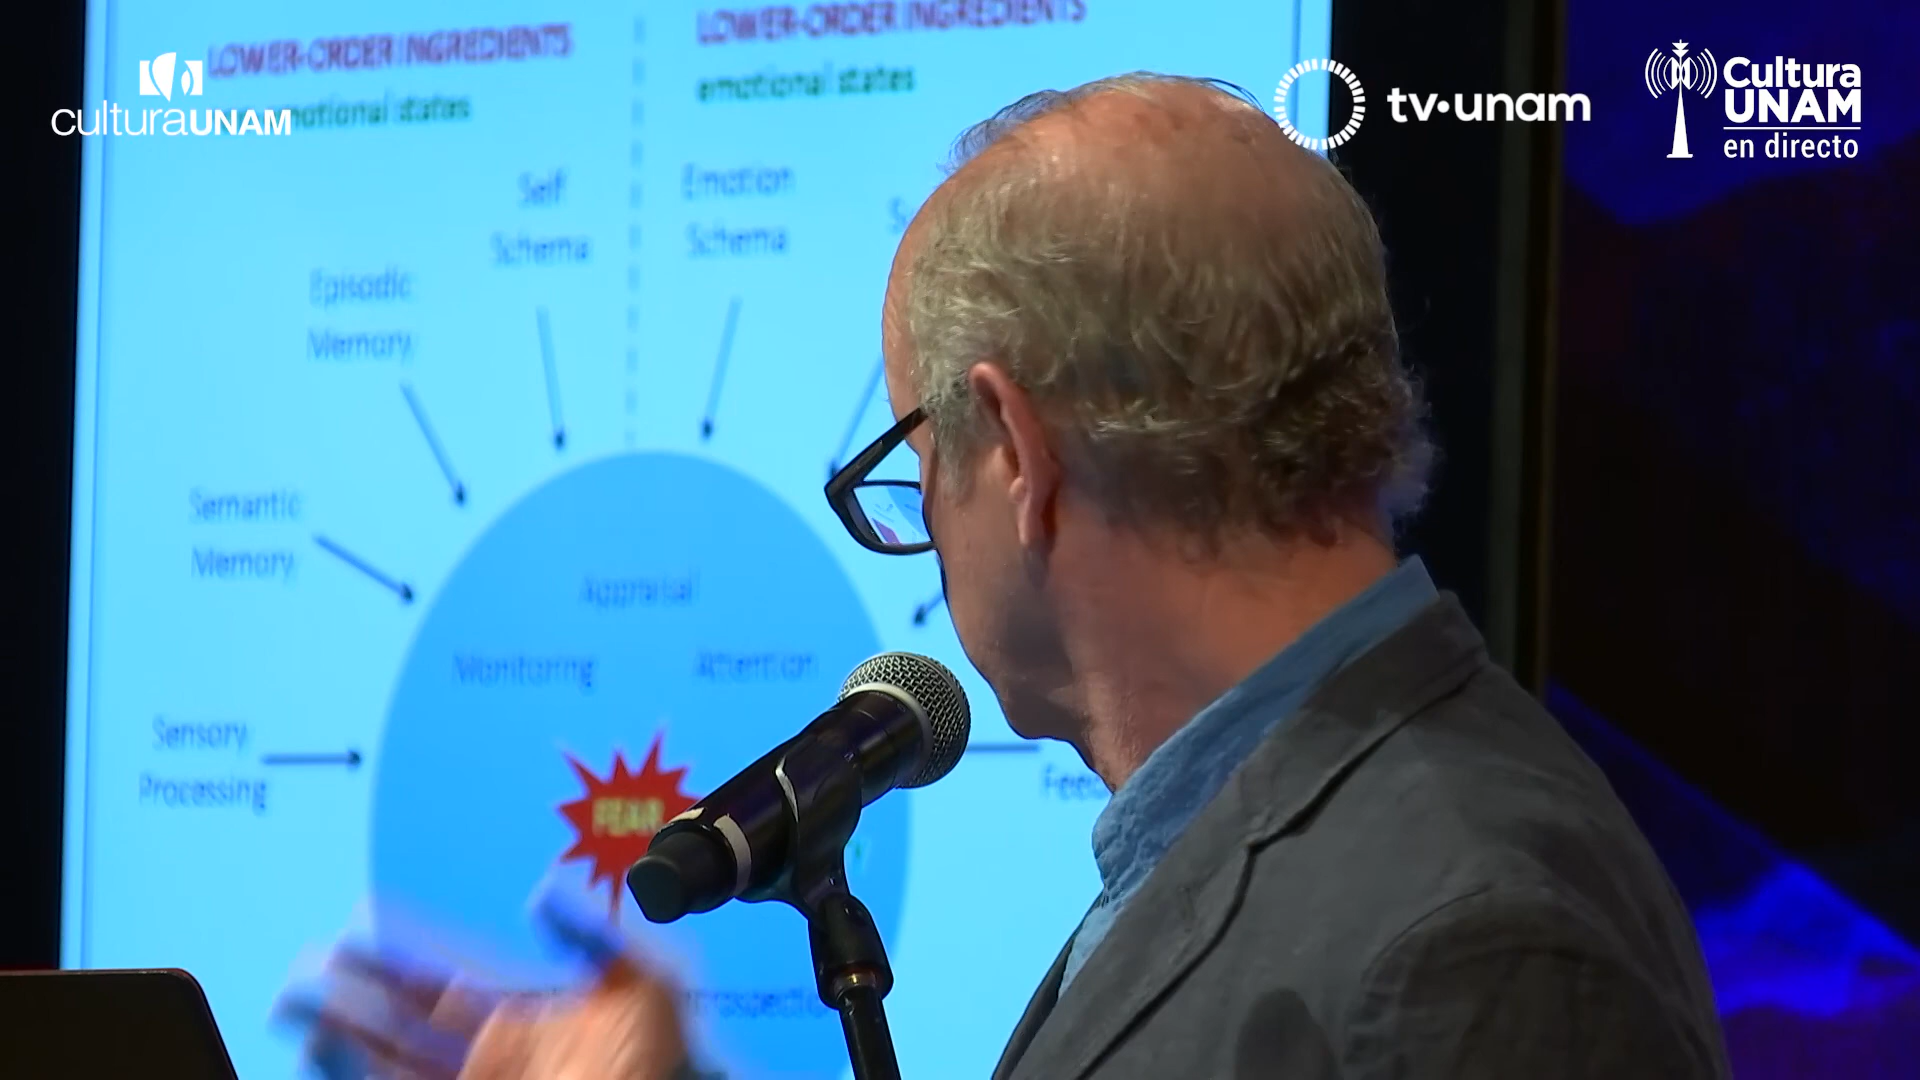 LOWER-ORDER INGREDIENTS
emotional states
LOWER-ORDER INGREDIENTS
emotional states
culturaUNAM
tv·unam
Cultura
UNAM
en directo
Self
Schema
Emotion
Schema
Episodic
Memory
Semantic
Memory
Appraisal
Monitoring
Attention
Sensory
Processing
FEAR